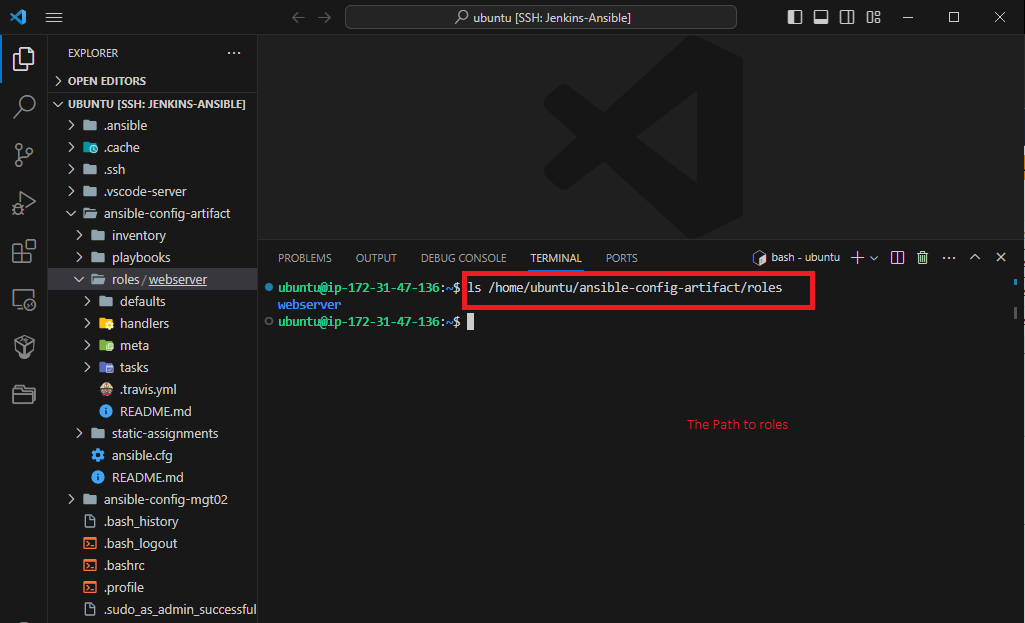 ubuntu [SSH: Jenkins-Ansible]
EXPLORER
OPEN EDITORS
UBUNTU [SSH: JENKINS-ANSIBLE]
.ansible
.cache
.ssh
.vscode-server
ansible-config-artifact
inventory
playbooks
roles / webserver
defaults
handlers
meta
tasks
.travis.yml
README.md
static-assignments
ansible.cfg
README.md
ansible-config-mgt02
.bash_history
.bash_logout
.bashrc
.profile
.sudo_as_admin_successful
PROBLEMS OUTPUT DEBUG CONSOLE TERMINAL PORTS bash - ubuntu
ubuntu@ip-172-31-47-136:~$ ls /home/ubuntu/ansible-config-artifact/roles
webserver
ubuntu@ip-172-31-47-136:~$
The Path to roles